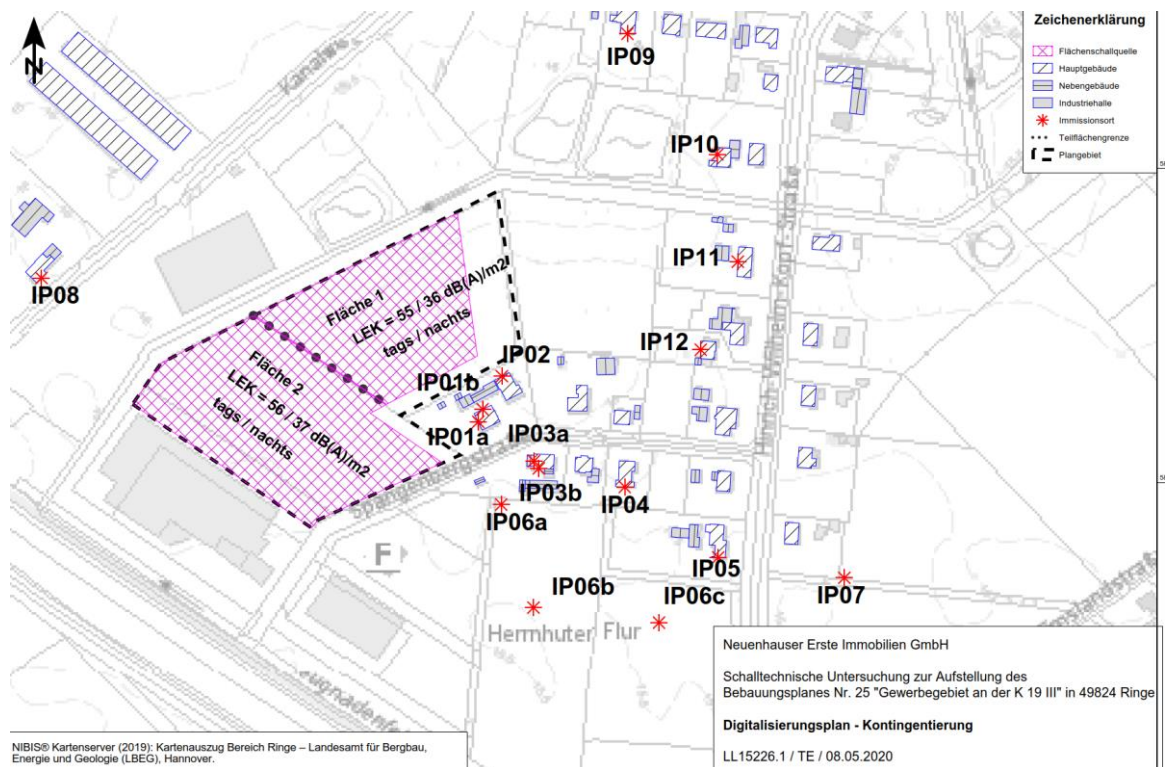 N
Kanalst
Zeichenerklärung
Flächenschallquelle
Hauptgebäude
Nebengebäude
Industriehalle
Immissionsort
Teilflächengrenze
Plangebiet
IP09
IP10
IP11
IP08
Fläche 1
LEK = 55 / 36 dB(A)/m2
tags / nachts
IP12
IP02
Fläche 2
LEK = 56 / 37 dB(A)/m2
tags / nachts
IP01b
IP01a
IP03a
IP03b
IP04
IP06a
F
IP05
IP07
IP06b
IP06c
Herrnhuter Flur
Neuenhauser Erste Immobilien GmbH
Schalltechnische Untersuchung zur Aufstellung des
Bebauungsplanes Nr. 25 "Gewerbegebiet an der K 19 III" in 49824 Ringe
Digitalisierungsplan - Kontingentierung
LL15226.1 / TE / 08.05.2020
NIBIS® Kartenserver (2019): Kartenauszug Bereich Ringe – Landesamt für Bergbau,
Energie und Geologie (LBEG), Hannover.